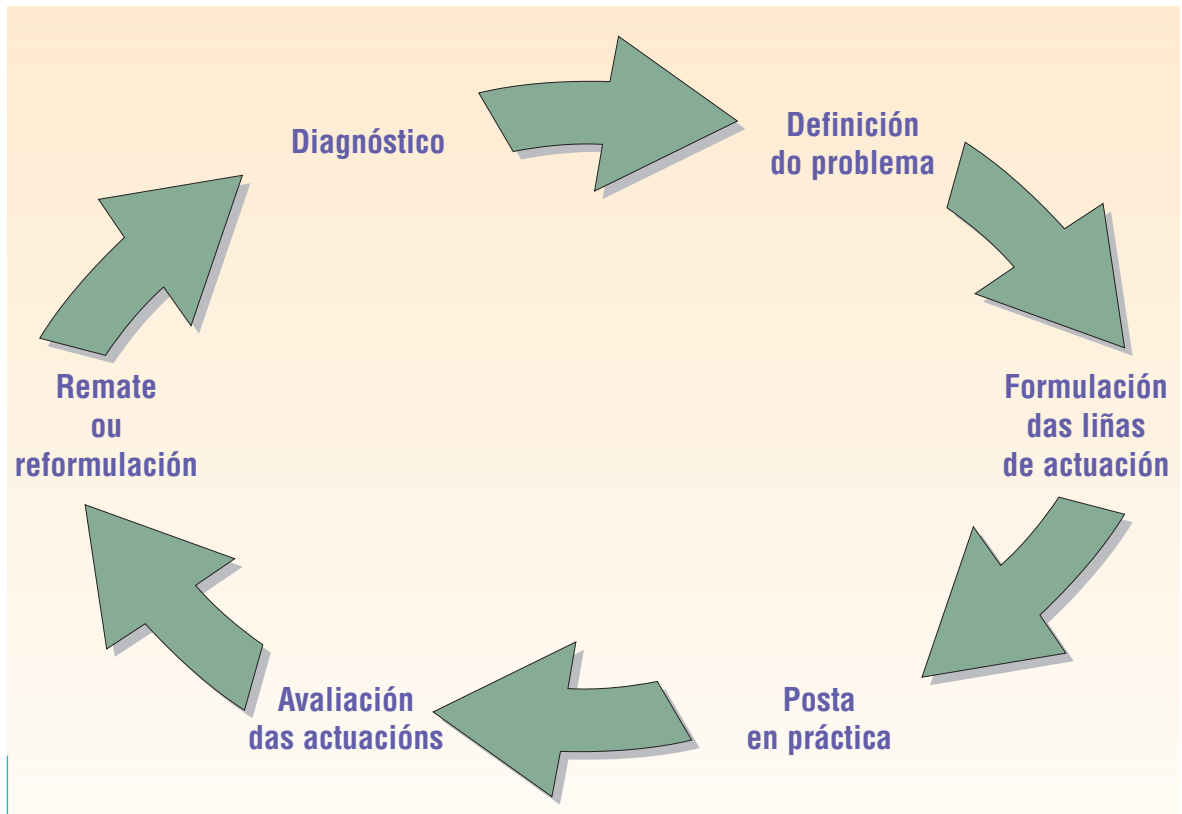 Diagnóstico
Definición
do problema
Formulación
das liñas
de actuación
Posta
en práctica
Avaliación
das actuacións
Remate
ou
reformulación